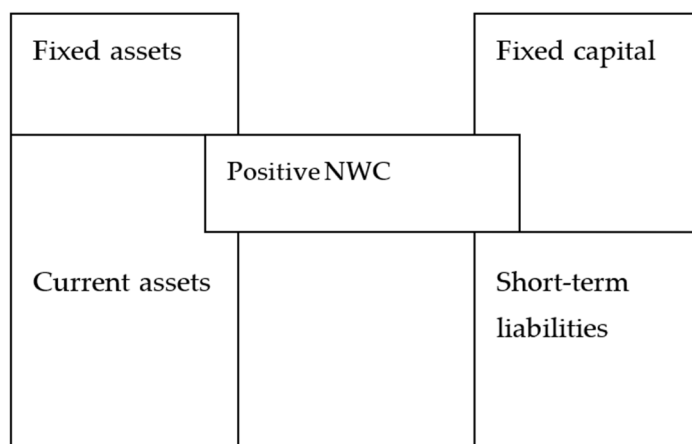 Fixed assets
Fixed capital
Positive NWC
Current assets
Short-term
liabilities